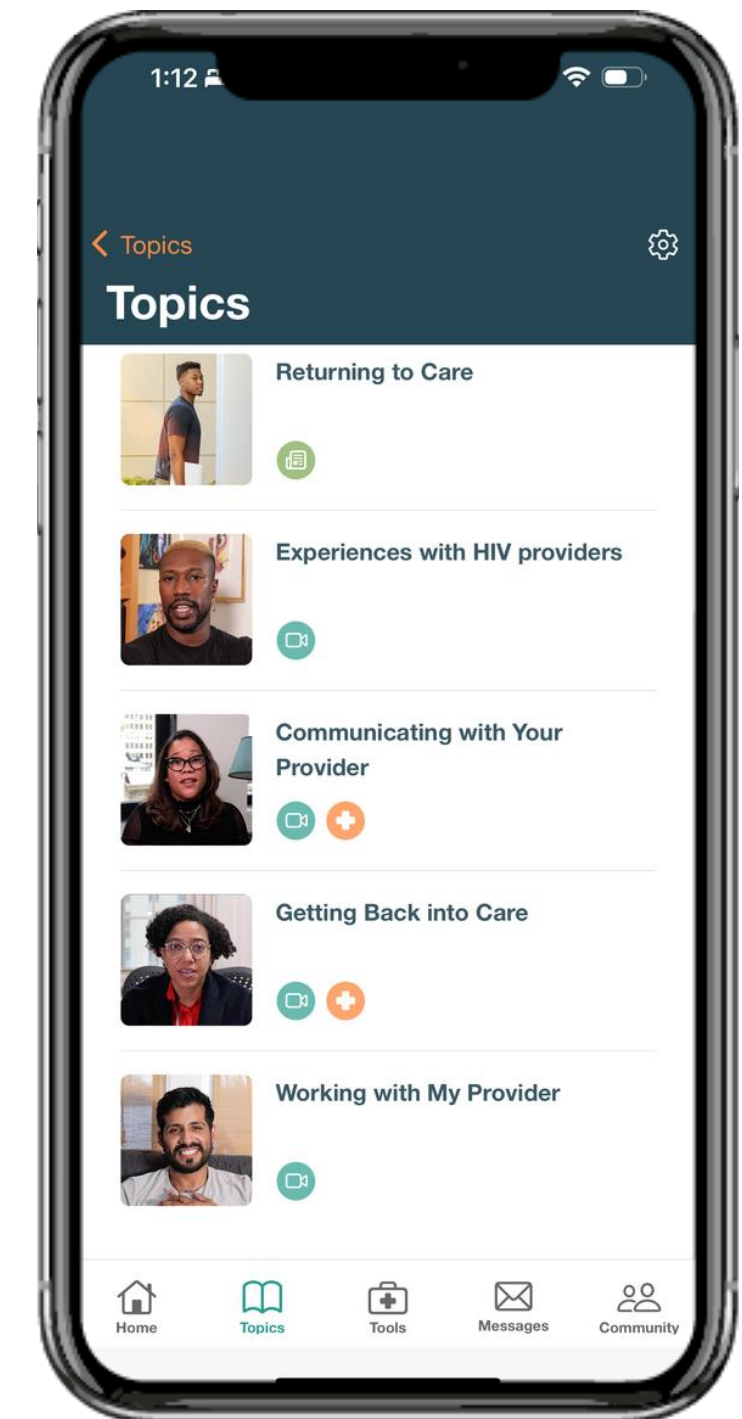 1:12
Topics
Topics
Returning to Care
Experiences with HIV providers
Communicating with Your
Provider
Getting Back into Care
Working with My Provider
Home
Topics
Tools
Messages
Community